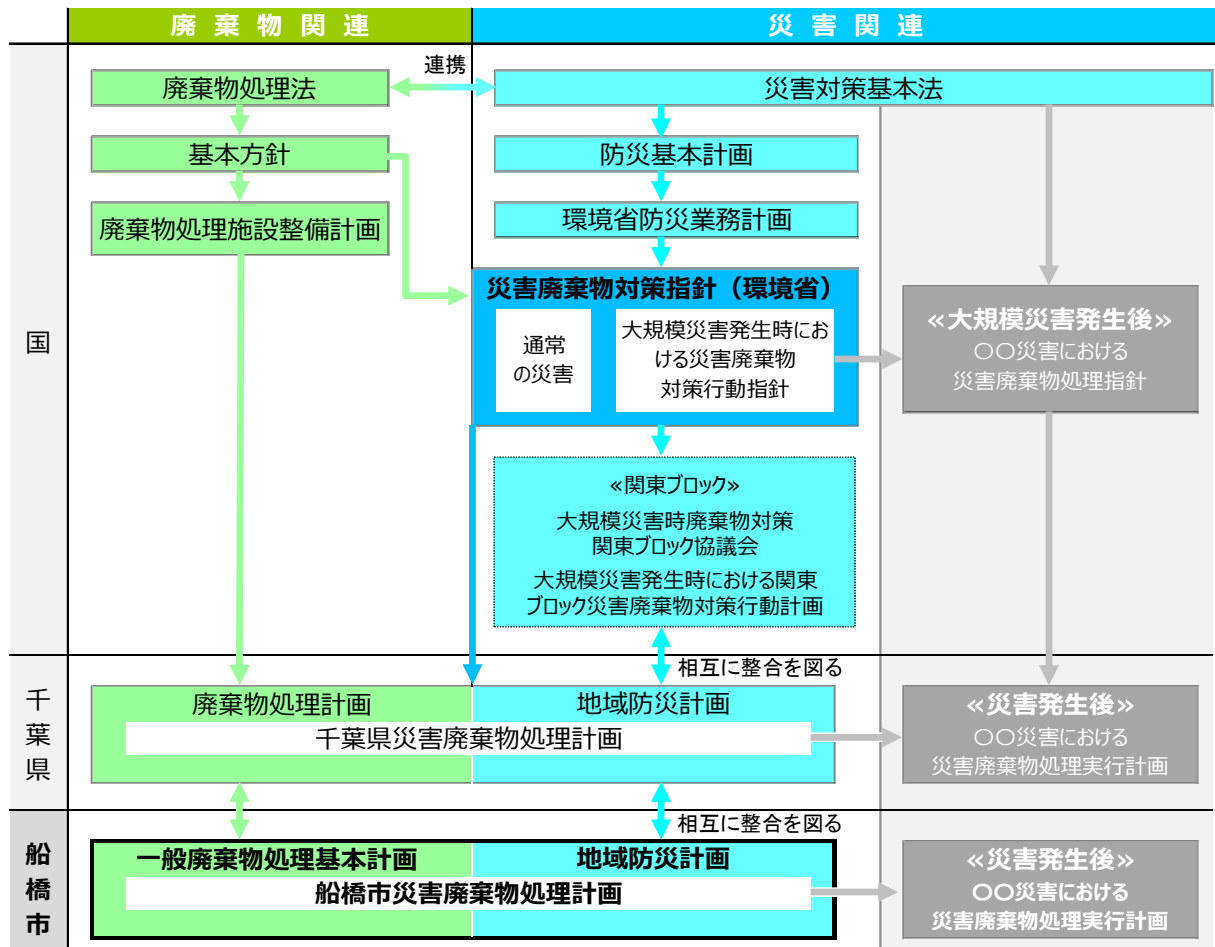 廃棄物関連
災害関連
国
連携
廃棄物処理法
災害対策基本法
基本方針
防災基本計画
廃棄物処理施設整備計画
環境省防災業務計画
災害廃棄物対策指針（環境省）
通常
の災害
大規模災害発生時にお
ける災害廃棄物
対策行動指針
≪大規模災害発生後≫
〇〇災害における
災害廃棄物処理指針
≪関東ブロック≫
大規模災害時廃棄物対策
関東ブロック協議会
大規模災害発生時における関東
ブロック災害廃棄物対策行動計画
相互に整合を図る
千
葉
県
廃棄物処理計画
地域防災計画
千葉県災害廃棄物処理計画
≪災害発生後≫
〇〇災害における
災害廃棄物処理実行計画
相互に整合を図る
船
橋
市
一般廃棄物処理基本計画
地域防災計画
船橋市災害廃棄物処理計画
≪災害発生後≫
〇〇災害における
災害廃棄物処理実行計画